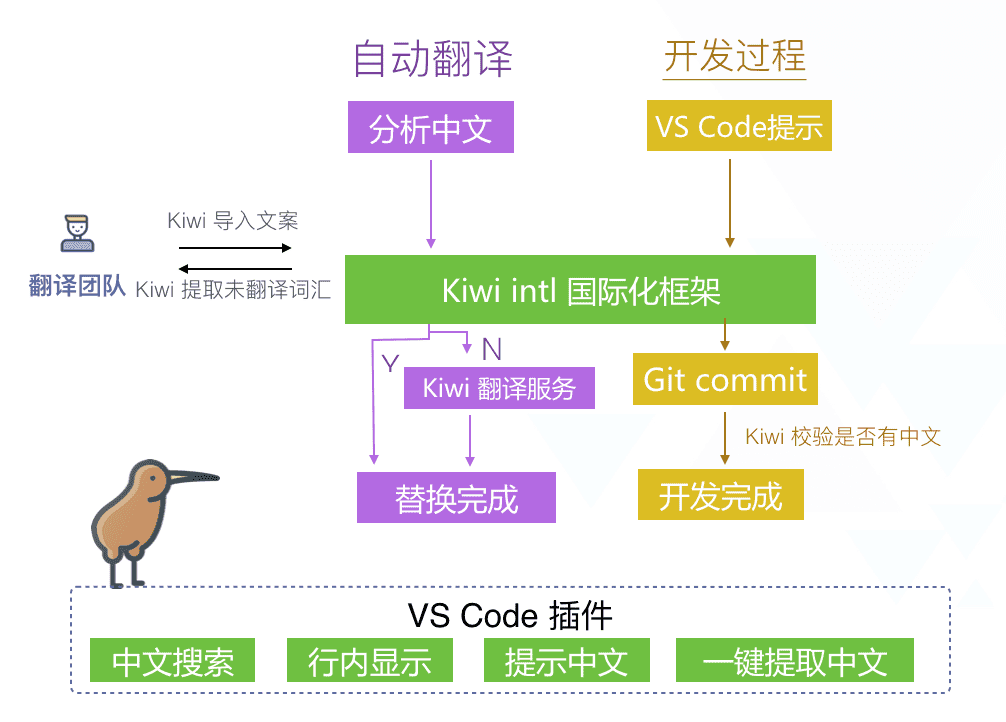 自动翻译
开发过程
分析中文
VS Code提示
Kiwi 导入文案
翻译团队
Kiwi 提取未翻译词汇
Kiwi intl 国际化框架
Y
N
Kiwi 翻译服务
Git commit
Kiwi 校验是否有中文
替换完成
开发完成
VS Code 插件
中文搜索
行内显示
提示中文
一键提取中文